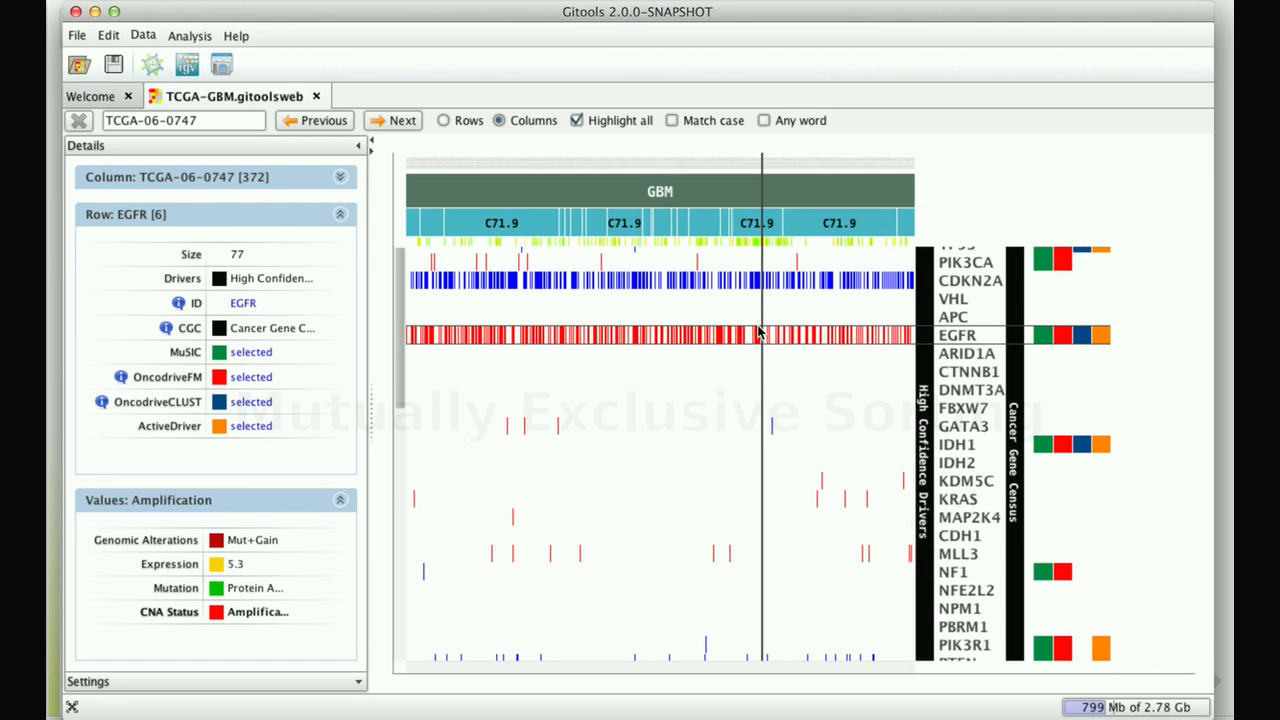 Gitools 2.0.0-SNAPSHOT
File Edit Data Analysis Help
igv
Welcome TCGA-GBM.gitoolsweb
TCGA-06-0747 Previous Next Rows Columns Highlight all Match case Any word
Details
Column: TCGA-06-0747 [372]
Row: EGFR [6]
Size 77
Drivers High Confiden...
ID EGFR
CGC Cancer Gene C...
MuSIC selected
OncodriveFM selected
OncodriveCLUST selected
ActiveDriver selected
Values: Amplification
Genomic Alterations Mut+Gain
Expression 5.3
Mutation Protein A...
CNA Status Amplifica...
Settings
GBM
C71.9 C71.9 C71.9 C71.9
TP53
PIK3CA
CDKN2A
VHL
APC
EGFR
ARID1A
CTNNB1
DNMT3A
FBXW7
GATA3
IDH1
IDH2
KDM5C
KRAS
MAP2K4
CDH1
MLL3
NF1
NFE2L2
NPM1
PBRM1
PIK3R1
PTEN
High Confidence Drivers
Cancer Gene Census
Mutually Exclusive Sorting
799 Mb of 2.78 Gb